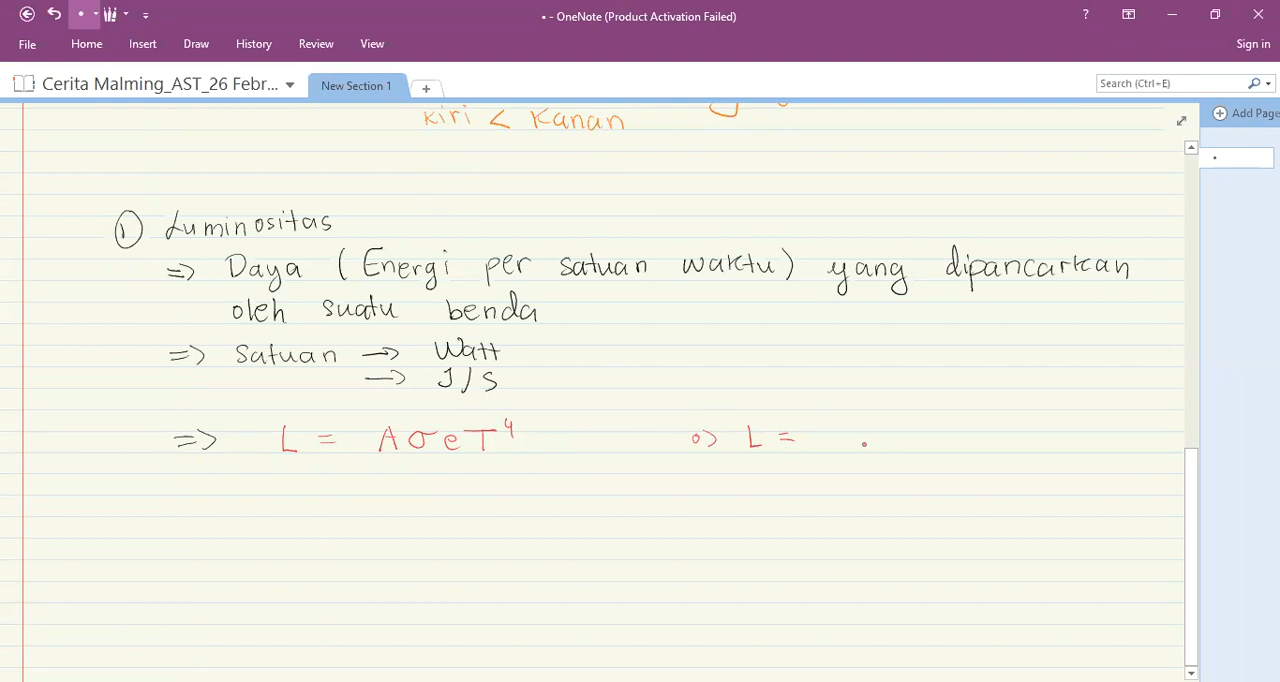 • - OneNote (Product Activation Failed)
File Home Insert Draw History Review View Sign in
Cerita Malming_AST_26 Febr... New Section 1 Search (Ctrl+E)
Add Page
kiri < kanan
① Luminositas
=> Daya (Energi per satuan waktu) yang dipancarkan
oleh suatu benda
=> Satuan → Watt
→ J/S
=> L = AσeT⁴ => L =